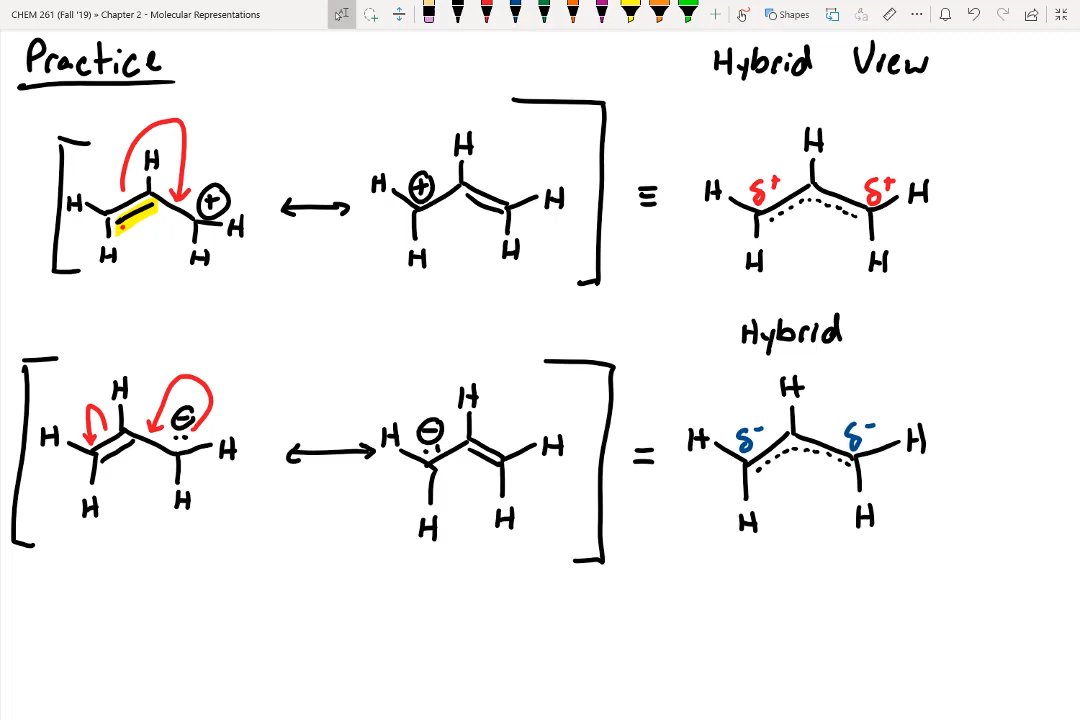 CHEM 261 (Fall '19) » Chapter 2 - Molecular Representations
Shapes
Practice
Hybrid View
H H H
H δ+ δ+ H
H ⊕ H
H ⊕ H
≡
H H H H H H
Hybrid
H H H
H ⊖ H
H ⊖ H
=
H δ- δ- H
H H H H H H